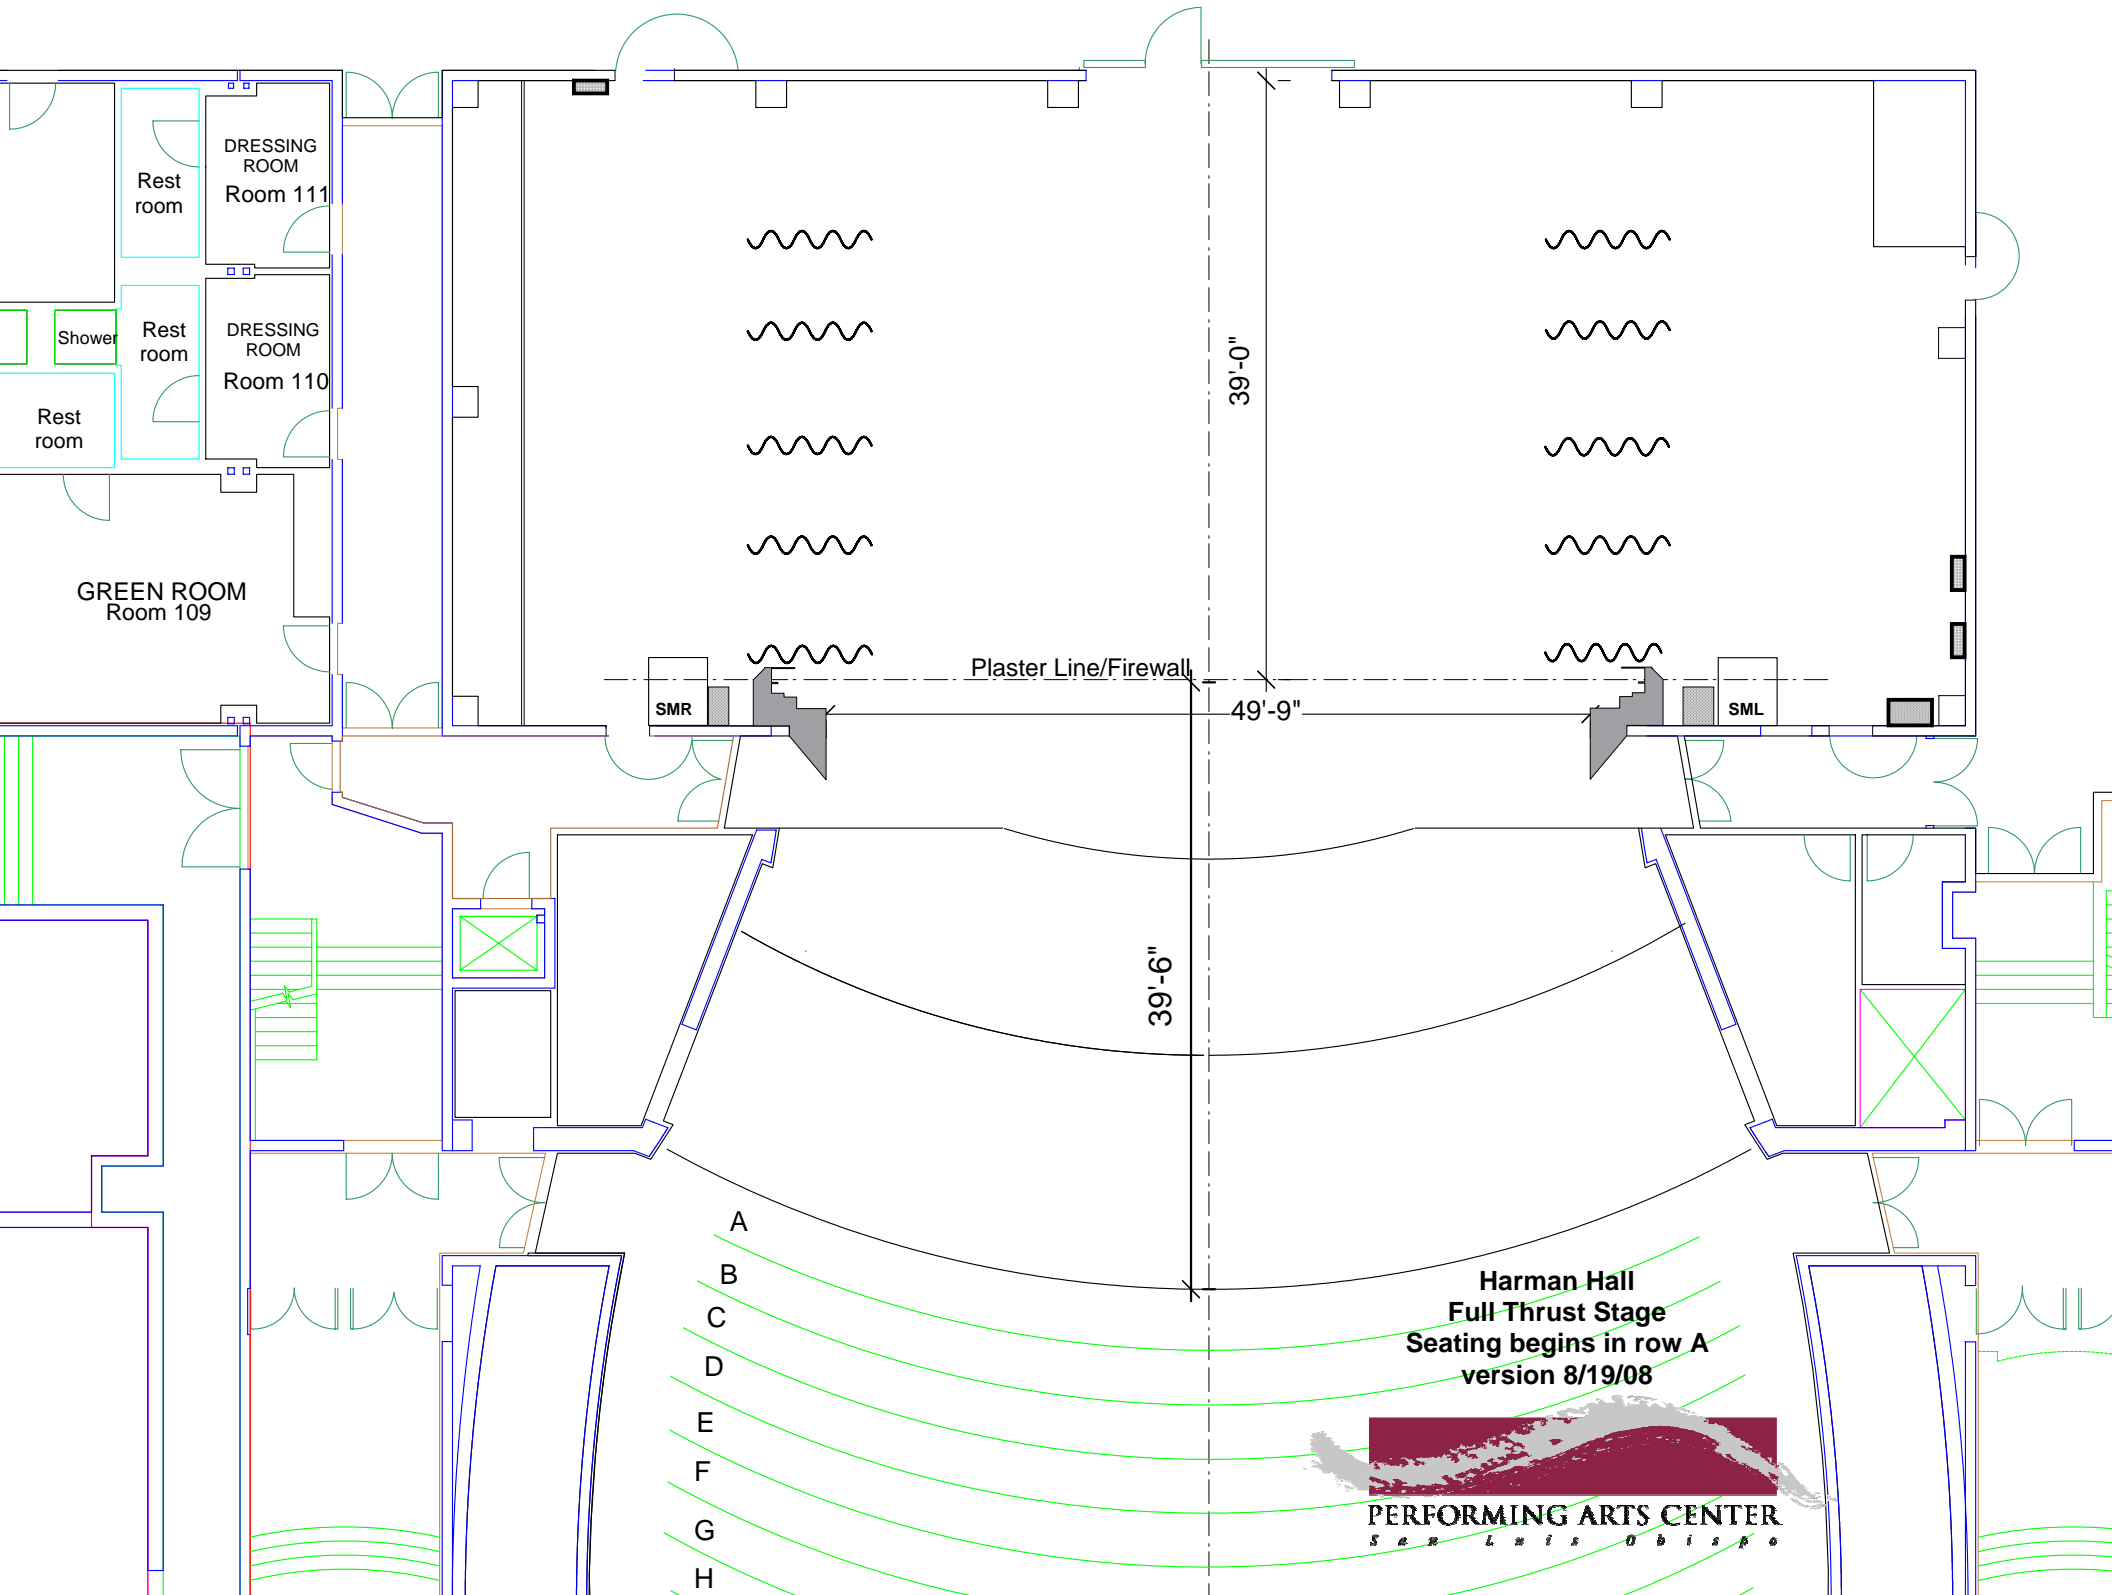 DRESSING
ROOM
Room 111
Rest
room
39'-0"
Shower
Rest
room
DRESSING
ROOM
Room 110
Rest
room
GREEN ROOM
Room 109
Plaster Line/Firewall
SMR
49'-9"
SML
39'-6"
A
B
C
D
E
F
G
H
Harman Hall
Full Thrust Stage
Seating begins in row A
version 8/19/08
PERFORMING ARTS CENTER
San Luis Obispo